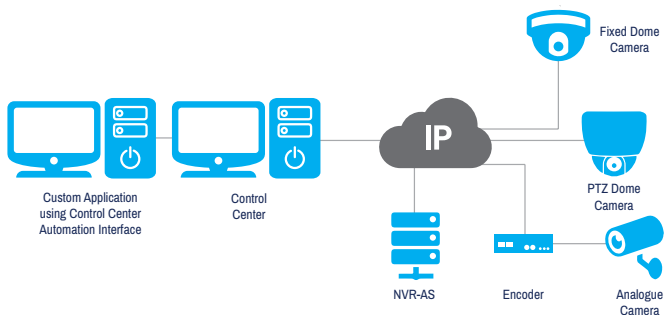 Fixed Dome
Camera
IP
PTZ Dome
Camera
Custom Application
using Control Center
Automation Interface
Control
Center
NVR-AS
Encoder
Analogue
Camera